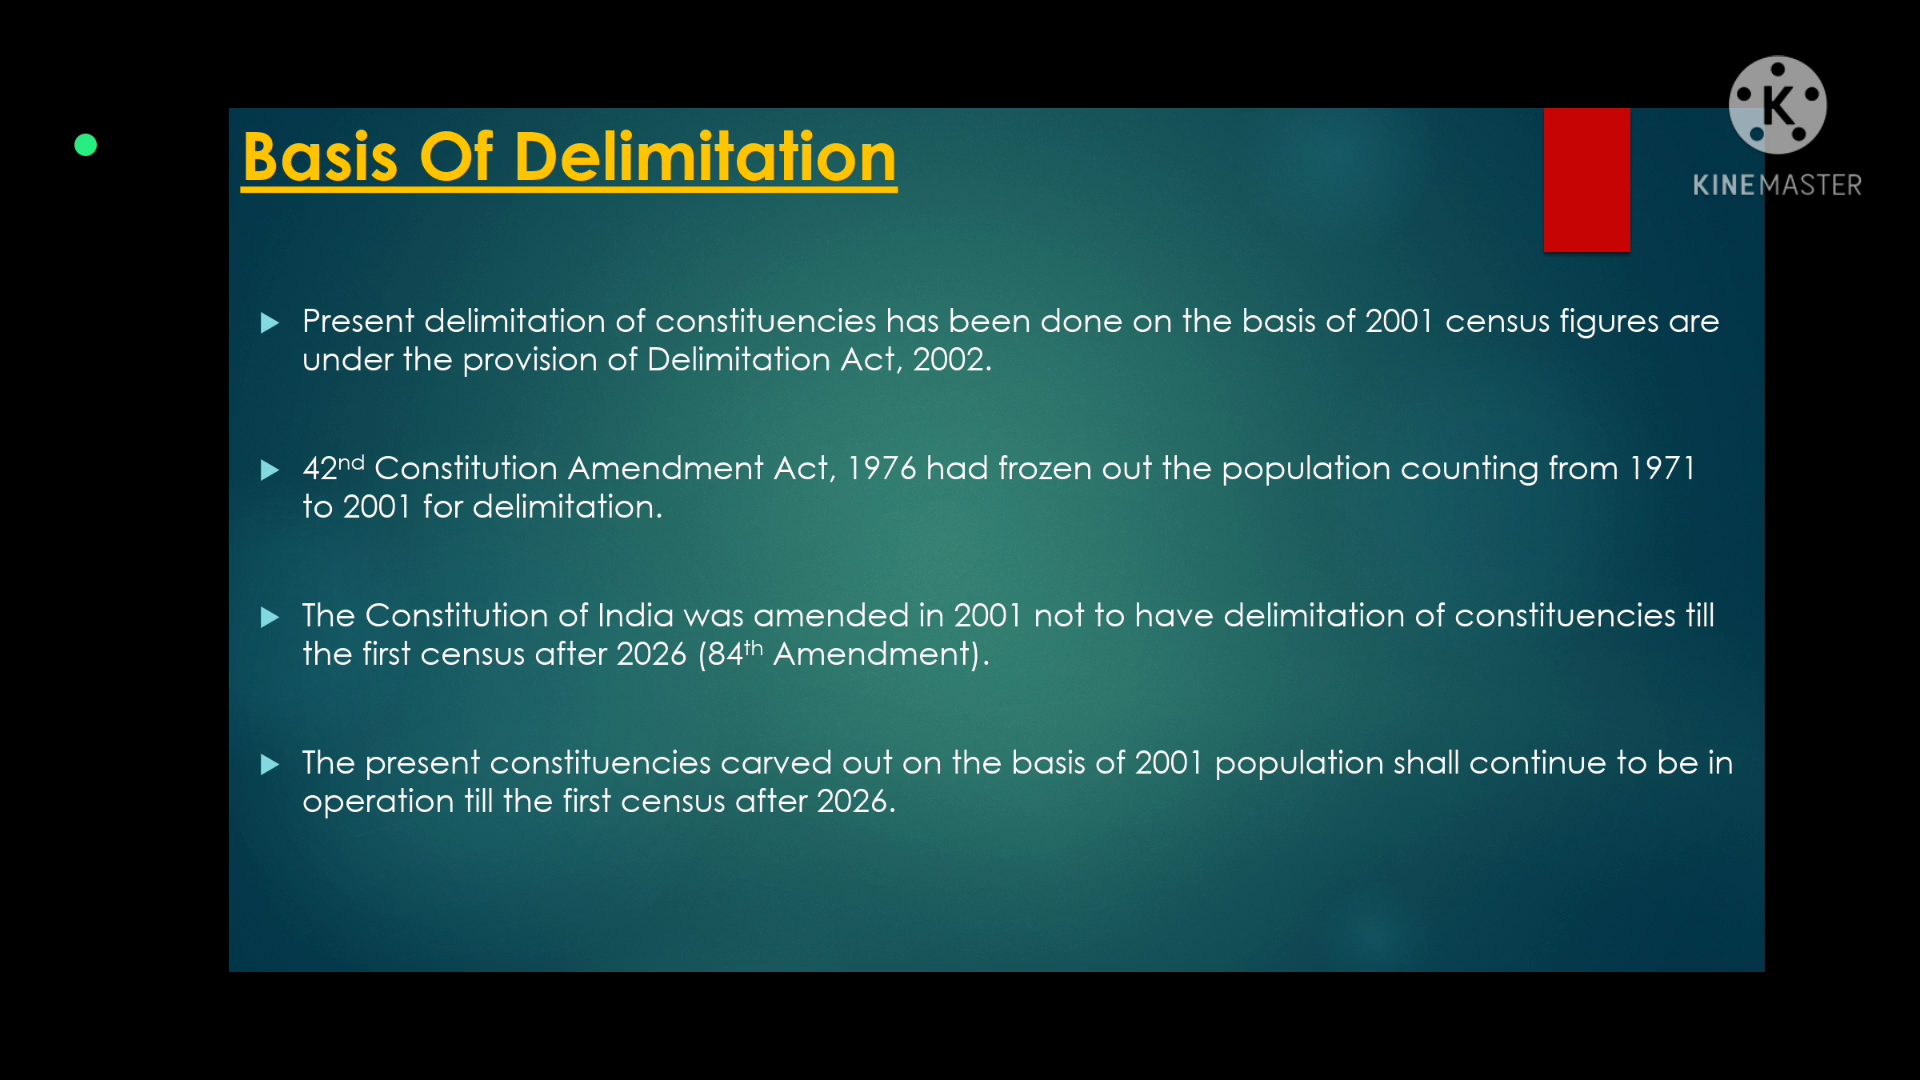 Basis Of Delimitation
K
KINEMASTER
Present delimitation of constituencies has been done on the basis of 2001 census figures are
under the provision of Delimitation Act, 2002.
42nd Constitution Amendment Act, 1976 had frozen out the population counting from 1971
to 2001 for delimitation.
The Constitution of India was amended in 2001 not to have delimitation of constituencies till
the first census after 2026 (84th Amendment).
The present constituencies carved out on the basis of 2001 population shall continue to be in
operation till the first census after 2026.